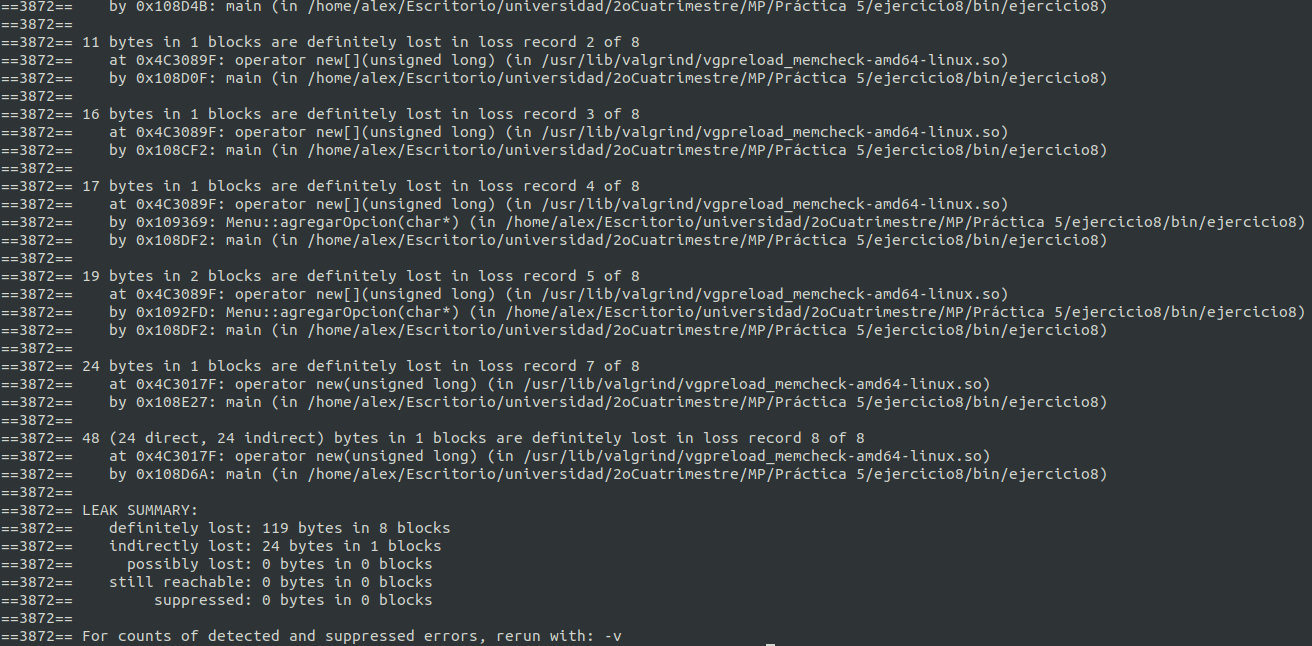 ==3872==    by 0x108D4B: main (in /home/alex/Escritorio/universidad/2oCuatrimestre/MP/Práctica 5/ejercicio8/bin/ejercicio8)
==3872==
==3872== 11 bytes in 1 blocks are definitely lost in loss record 2 of 8
==3872==    at 0x4C3089F: operator new[](unsigned long) (in /usr/lib/valgrind/vgpreload_memcheck-amd64-linux.so)
==3872==    by 0x108D0F: main (in /home/alex/Escritorio/universidad/2oCuatrimestre/MP/Práctica 5/ejercicio8/bin/ejercicio8)
==3872==
==3872== 16 bytes in 1 blocks are definitely lost in loss record 3 of 8
==3872==    at 0x4C3089F: operator new[](unsigned long) (in /usr/lib/valgrind/vgpreload_memcheck-amd64-linux.so)
==3872==    by 0x108CF2: main (in /home/alex/Escritorio/universidad/2oCuatrimestre/MP/Práctica 5/ejercicio8/bin/ejercicio8)
==3872==
==3872== 17 bytes in 1 blocks are definitely lost in loss record 4 of 8
==3872==    at 0x4C3089F: operator new[](unsigned long) (in /usr/lib/valgrind/vgpreload_memcheck-amd64-linux.so)
==3872==    by 0x109369: Menu::agregarOpcion(char*) (in /home/alex/Escritorio/universidad/2oCuatrimestre/MP/Práctica 5/ejercicio8/bin/ejercicio8)
==3872==    by 0x108DF2: main (in /home/alex/Escritorio/universidad/2oCuatrimestre/MP/Práctica 5/ejercicio8/bin/ejercicio8)
==3872==
==3872== 19 bytes in 2 blocks are definitely lost in loss record 5 of 8
==3872==    at 0x4C3089F: operator new[](unsigned long) (in /usr/lib/valgrind/vgpreload_memcheck-amd64-linux.so)
==3872==    by 0x1092FD: Menu::agregarOpcion(char*) (in /home/alex/Escritorio/universidad/2oCuatrimestre/MP/Práctica 5/ejercicio8/bin/ejercicio8)
==3872==    by 0x108DF2: main (in /home/alex/Escritorio/universidad/2oCuatrimestre/MP/Práctica 5/ejercicio8/bin/ejercicio8)
==3872==
==3872== 24 bytes in 1 blocks are definitely lost in loss record 7 of 8
==3872==    at 0x4C3017F: operator new(unsigned long) (in /usr/lib/valgrind/vgpreload_memcheck-amd64-linux.so)
==3872==    by 0x108E27: main (in /home/alex/Escritorio/universidad/2oCuatrimestre/MP/Práctica 5/ejercicio8/bin/ejercicio8)
==3872==
==3872== 48 (24 direct, 24 indirect) bytes in 1 blocks are definitely lost in loss record 8 of 8
==3872==    at 0x4C3017F: operator new(unsigned long) (in /usr/lib/valgrind/vgpreload_memcheck-amd64-linux.so)
==3872==    by 0x108D6A: main (in /home/alex/Escritorio/universidad/2oCuatrimestre/MP/Práctica 5/ejercicio8/bin/ejercicio8)
==3872==
==3872== LEAK SUMMARY:
==3872==    definitely lost: 119 bytes in 8 blocks
==3872==    indirectly lost: 24 bytes in 1 blocks
==3872==      possibly lost: 0 bytes in 0 blocks
==3872==    still reachable: 0 bytes in 0 blocks
==3872==         suppressed: 0 bytes in 0 blocks
==3872==
==3872== For counts of detected and suppressed errors, rerun with: -v